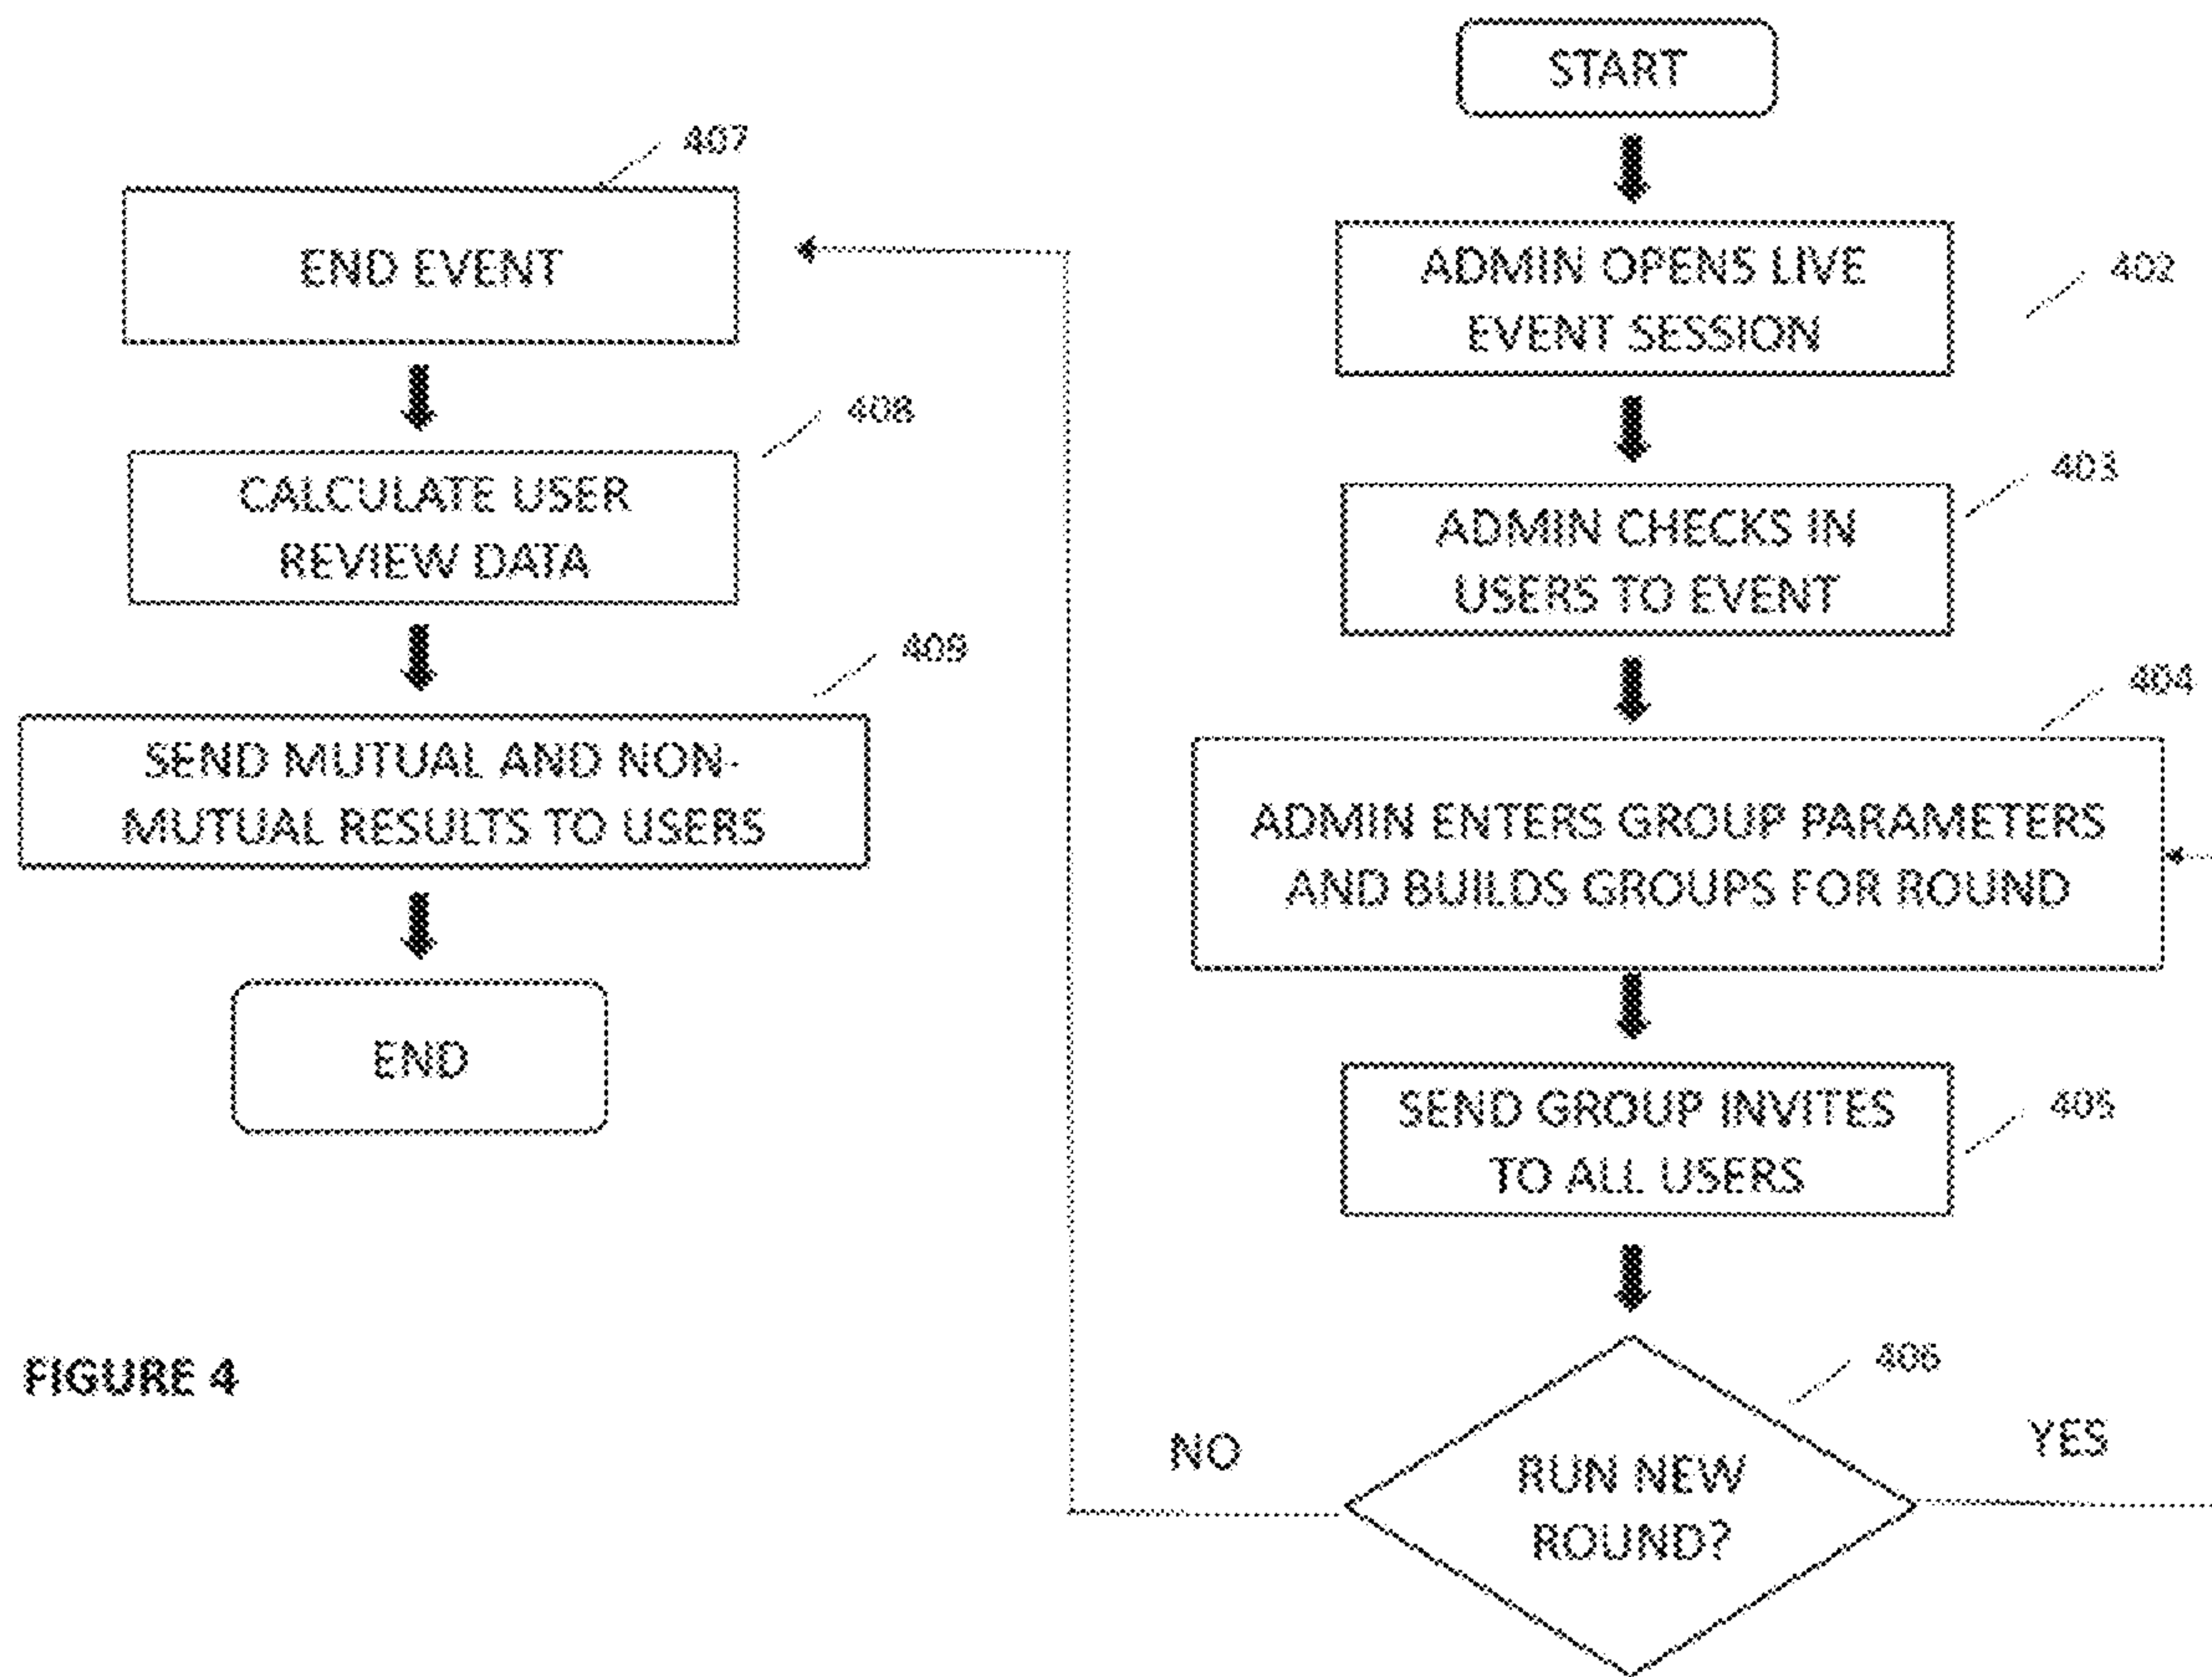 START
ADMIN OPENS LIVE
EVENT SESSION
402
ADMIN CHECKS IN
USERS TO EVENT
403
ADMIN ENTERS GROUP PARAMETERS
AND BUILDS GROUPS FOR ROUND
404
SEND GROUP INVITES
TO ALL USERS
405
RUN NEW
ROUND?
406
YES
NO
END EVENT
407
CALCULATE USER
REVIEW DATA
408
SEND MUTUAL AND NON-
MUTUAL RESULTS TO USERS
409
END
FIGURE 4